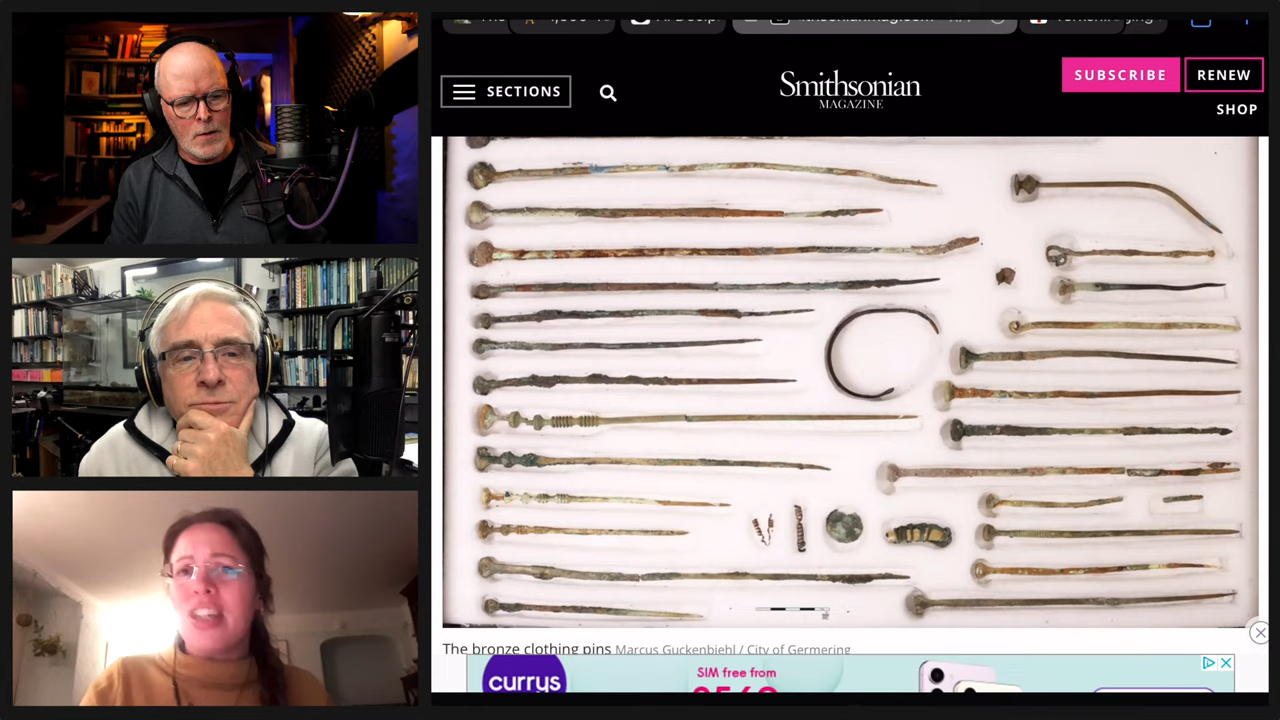 SECTIONS
Smithsonian
MAGAZINE
SUBSCRIBE
RENEW
SHOP
The bronze clothing pins Marcus Guckenbiehl / City of Germering
currys
SIM free from